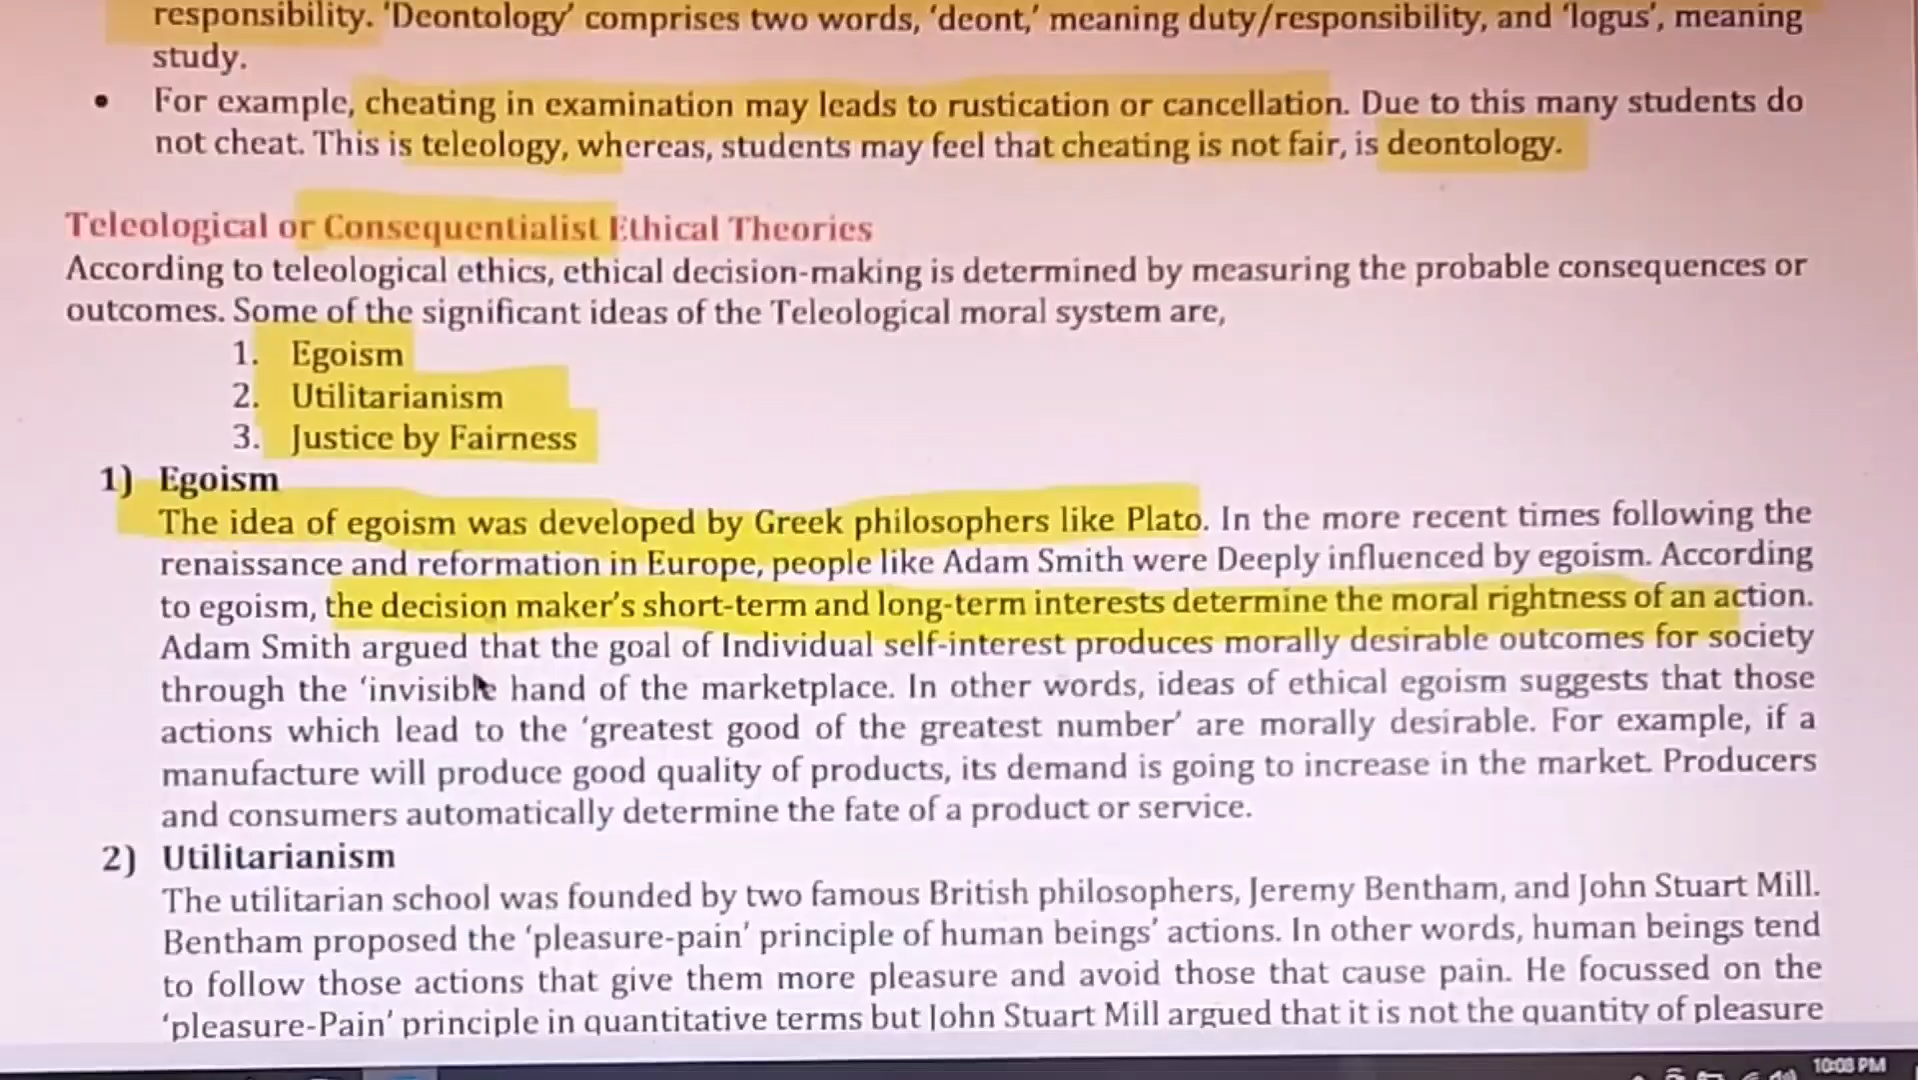 responsibility. 'Deontology' comprises two words, 'deont,' meaning duty/responsibility, and 'logus', meaning
study.
• For example, cheating in examination may leads to rustication or cancellation. Due to this many students do
not cheat. This is teleology, whereas, students may feel that cheating is not fair, is deontology.
Teleological or Consequentialist Ethical Theories
According to teleological ethics, ethical decision-making is determined by measuring the probable consequences or
outcomes. Some of the significant ideas of the Teleological moral system are,
1. Egoism
2. Utilitarianism
3. Justice by Fairness
1) Egoism
The idea of egoism was developed by Greek philosophers like Plato. In the more recent times following the
renaissance and reformation in Europe, people like Adam Smith were Deeply influenced by egoism. According
to egoism, the decision maker's short-term and long-term interests determine the moral rightness of an action.
Adam Smith argued that the goal of Individual self-interest produces morally desirable outcomes for society
through the 'invisible hand of the marketplace. In other words, ideas of ethical egoism suggests that those
actions which lead to the 'greatest good of the greatest number' are morally desirable. For example, if a
manufacture will produce good quality of products, its demand is going to increase in the market. Producers
and consumers automatically determine the fate of a product or service.
2) Utilitarianism
The utilitarian school was founded by two famous British philosophers, Jeremy Bentham, and John Stuart Mill.
Bentham proposed the 'pleasure-pain' principle of human beings' actions. In other words, human beings tend
to follow those actions that give them more pleasure and avoid those that cause pain. He focussed on the
'pleasure-Pain' principle in quantitative terms but John Stuart Mill argued that it is not the quantity of pleasure
10:08 PM